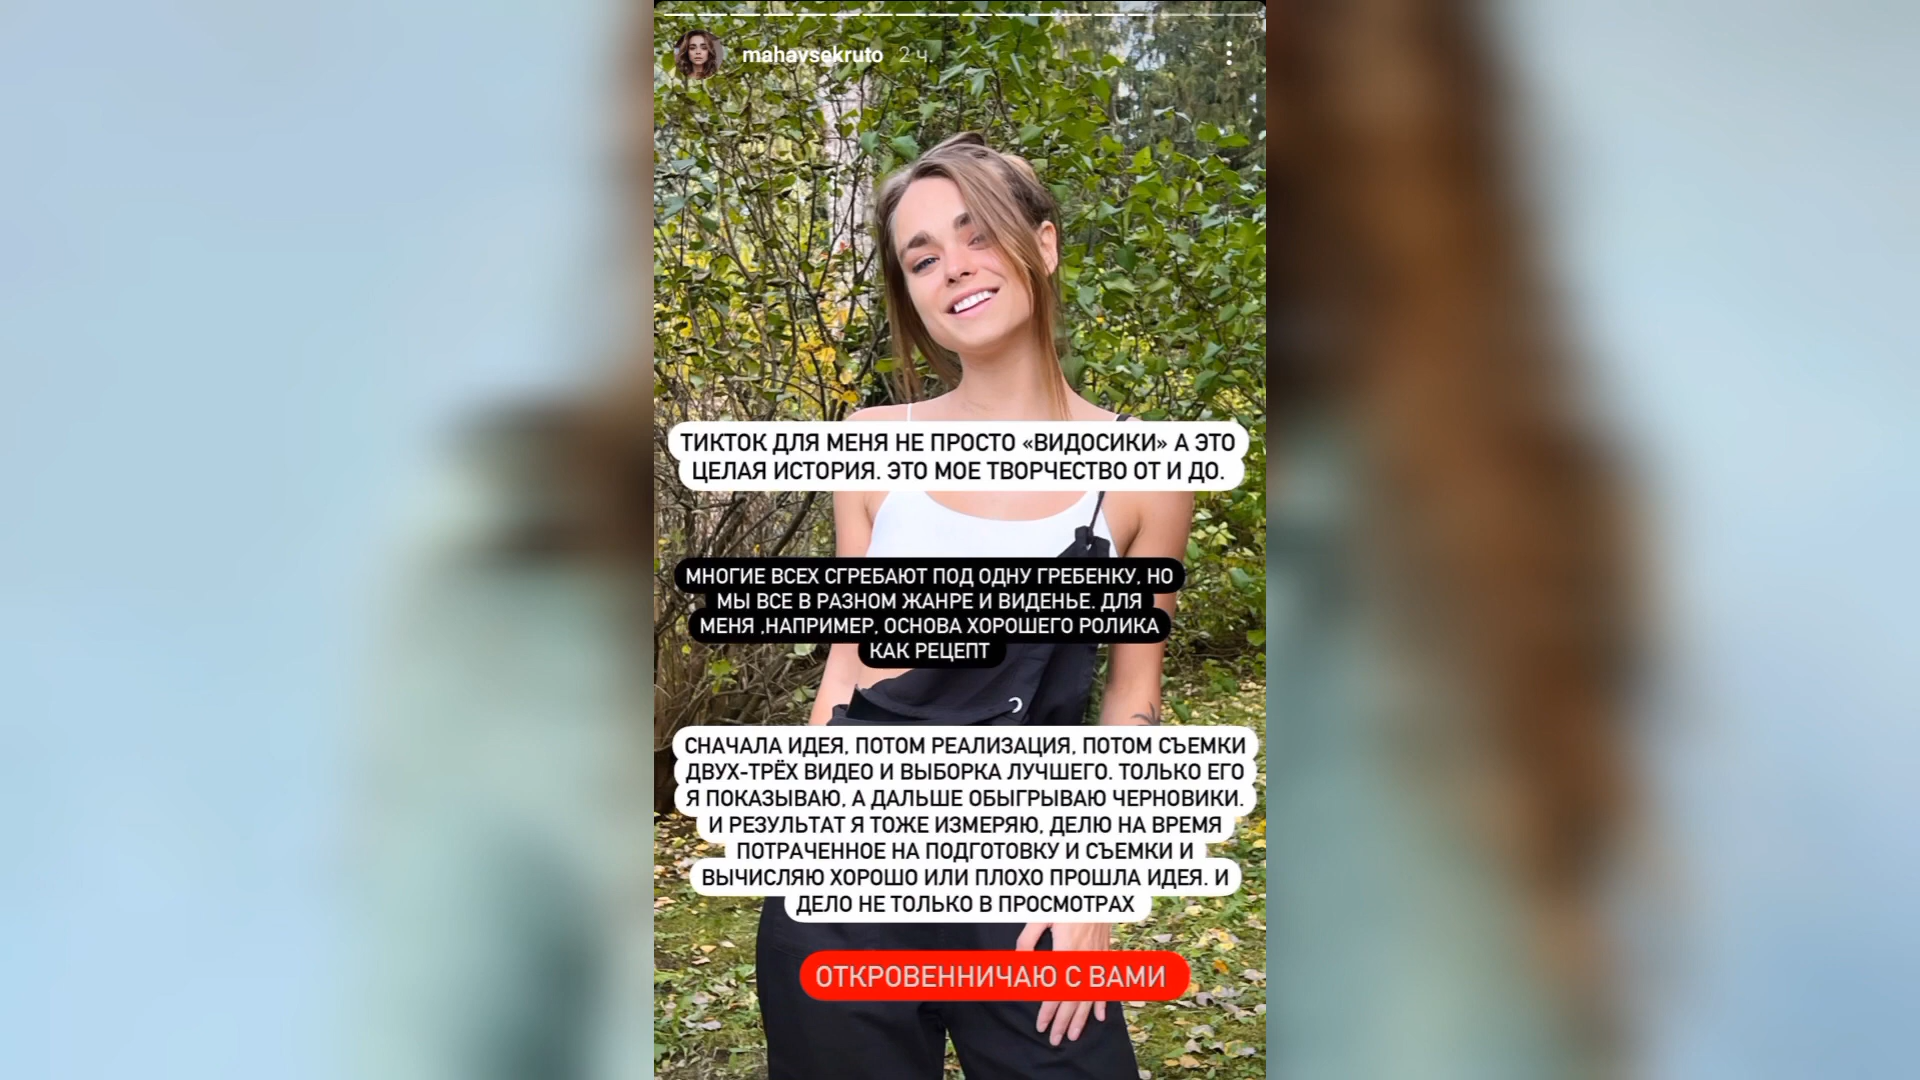 mahavsekruto 2 ч.
ТИКТОК ДЛЯ МЕНЯ НЕ ПРОСТО «ВИДОСИКИ» А ЭТО
ЦЕЛАЯ ИСТОРИЯ. ЭТО МОЕ ТВОРЧЕСТВО ОТ И ДО.
МНОГИЕ ВСЕХ СГРЕБАЮТ ПОД ОДНУ ГРЕБЕНКУ, НО
МЫ ВСЕ В РАЗНОМ ЖАНРЕ И ВИДЕНЬЕ. ДЛЯ
МЕНЯ ,НАПРИМЕР, ОСНОВА ХОРОШЕГО РОЛИКА
КАК РЕЦЕПТ
СНАЧАЛА ИДЕЯ, ПОТОМ РЕАЛИЗАЦИЯ, ПОТОМ СЪЕМКИ
ДВУХ-ТРЁХ ВИДЕО И ВЫБОРКА ЛУЧШЕГО. ТОЛЬКО ЕГО
Я ПОКАЗЫВАЮ, А ДАЛЬШЕ ОБЫГРЫВАЮ ЧЕРНОВИКИ.
И РЕЗУЛЬТАТ Я ТОЖЕ ИЗМЕРЯЮ, ДЕЛЮ НА ВРЕМЯ
ПОТРАЧЕННОЕ НА ПОДГОТОВКУ И СЪЕМКИ И
ВЫЧИСЛЯЮ ХОРОШО ИЛИ ПЛОХО ПРОШЛА ИДЕЯ. И
ДЕЛО НЕ ТОЛЬКО В ПРОСМОТРАХ
ОТКРОВЕННИЧАЮ С ВАМИ